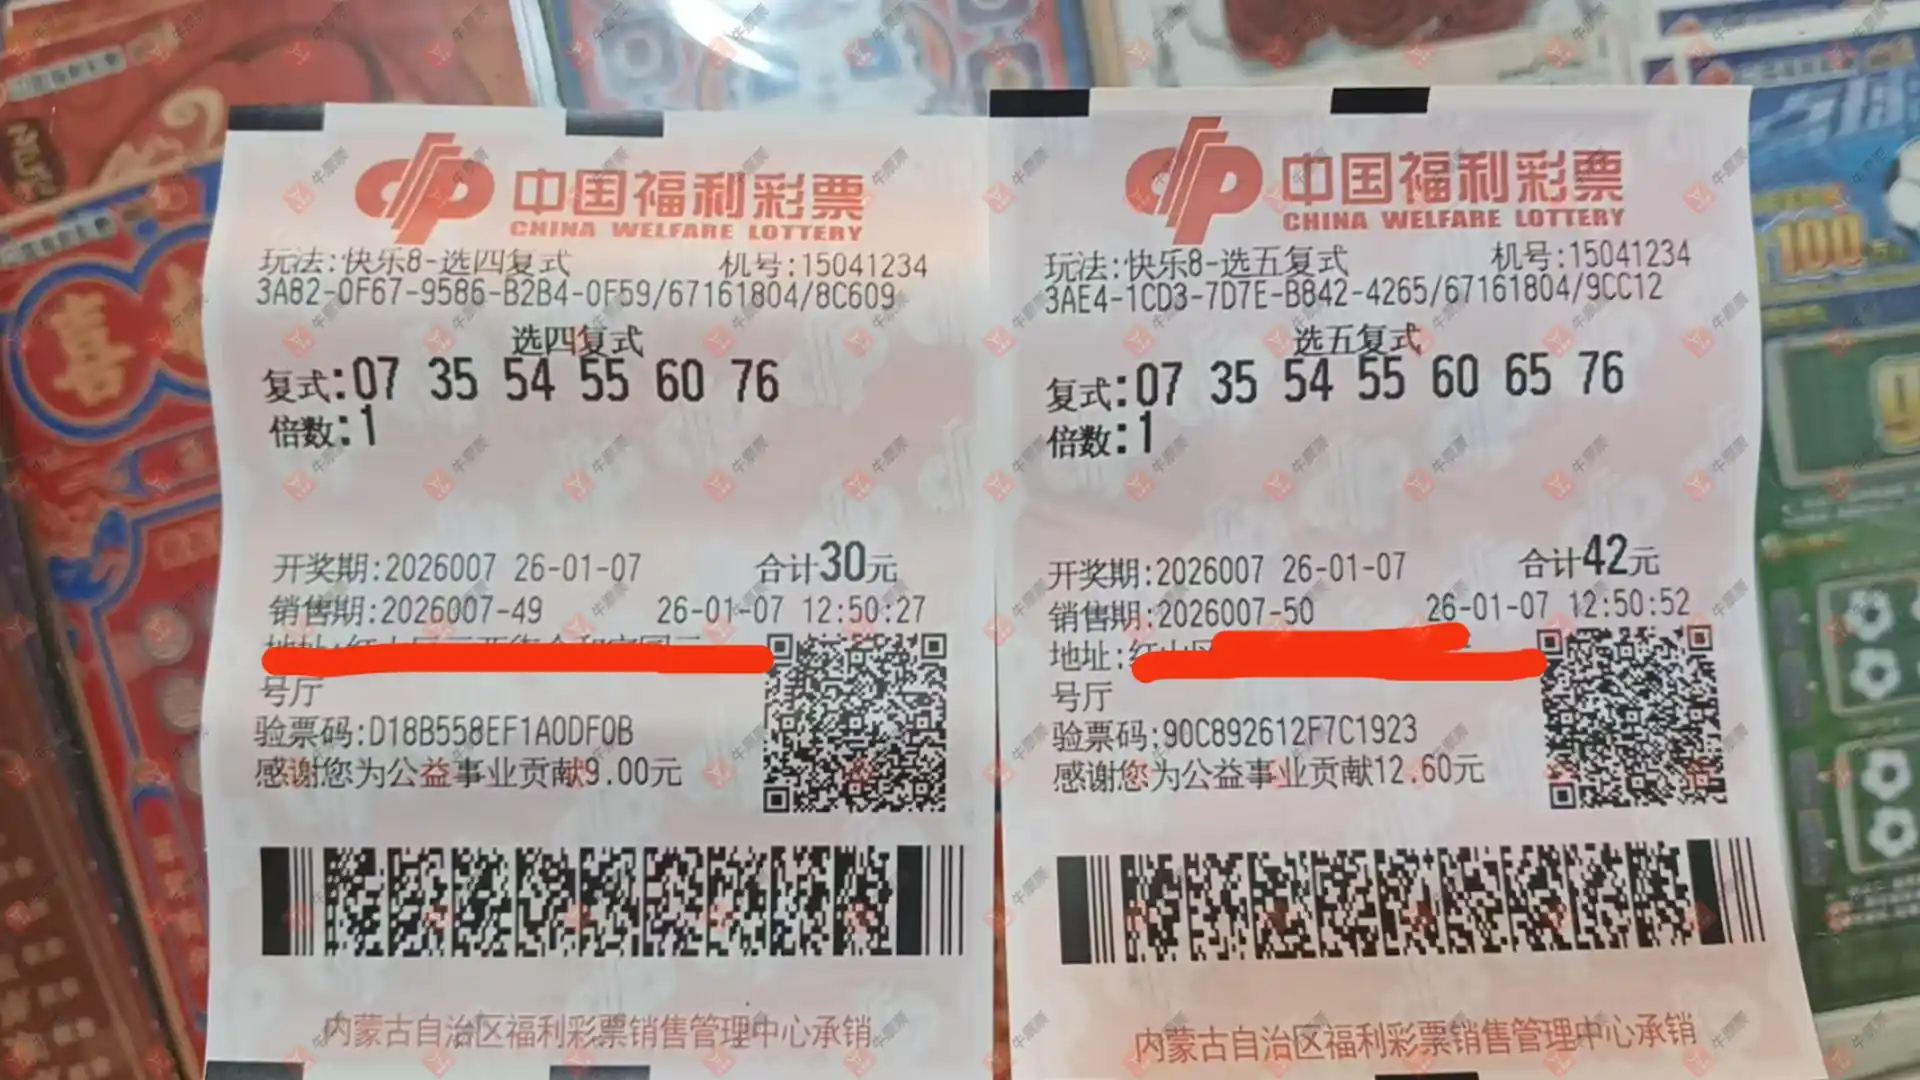 中国福利彩票
CHINA WELFARE LOTTERY
玩法:快乐8-选四复式 机号:15041234
3A82-0F67-9586-B2B4-0F59/67161804/8C609
选四复式
复式:07 35 54 55 60 76
倍数:1
开奖期:2026007 26-01-07 合计30元
销售期:2026007-49 26-01-07 12:50:27
号厅
验票码:D18B558EF1A0DF0B
感谢您为公益事业贡献9.00元
内蒙古自治区福利彩票销售管理中心承销
中国福利彩票
CHINA WELFARE LOTTERY
玩法:快乐8-选五复式 机号:15041234
3AE4-1CD3-7D7E-B842-4265/67161804/9CC12
选五复式
复式:07 35 54 55 60 65 76
倍数:1
开奖期:2026007 26-01-07 合计42元
销售期:2026007-50 26-01-07 12:50:52
地址:红山区
号厅
验票码:90C892612F7C1923
感谢您为公益事业贡献12.60元
内蒙古自治区福利彩票销售管理中心承销
喜
100